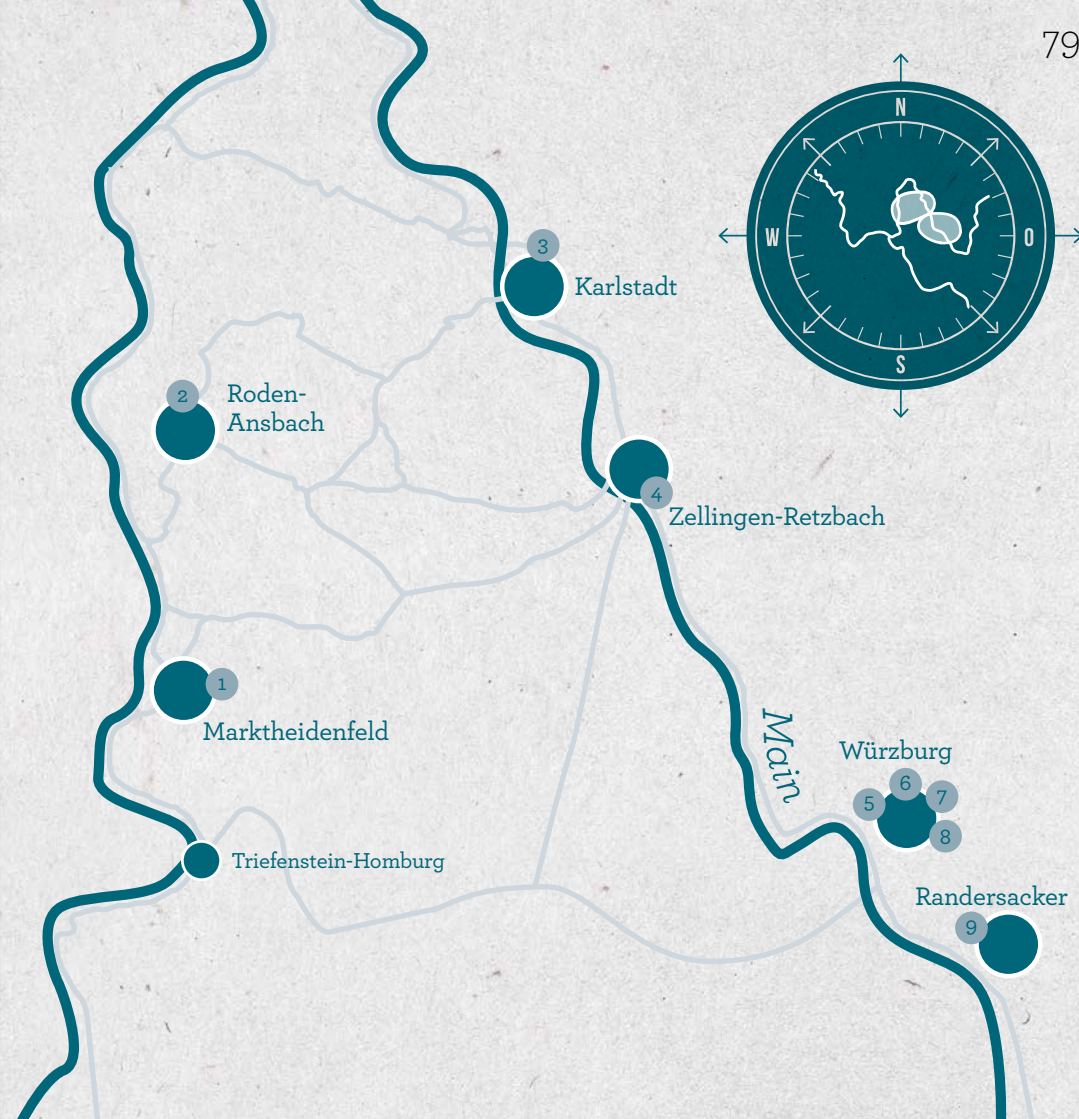 79
N
W
O
S
3
Karlstadt
2
Roden-
Ansbach
4
Zellingen-Retzbach
1
Marktheidenfeld
Main
Würzburg
5
6
7
8
Triefenstein-Homburg
Randersacker
9